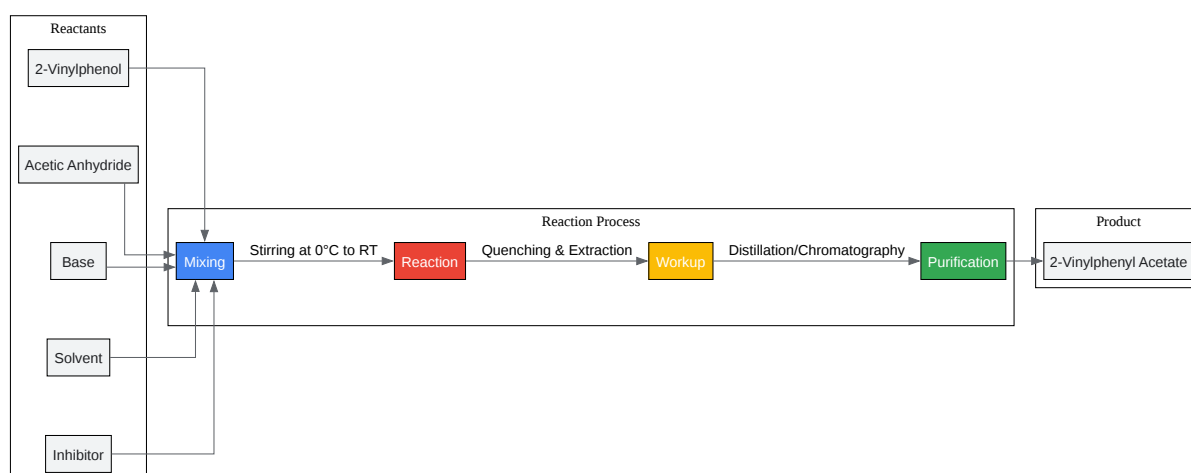 Reactants
2-Vinylphenol
Acetic Anhydride
Base
Solvent
Inhibitor
Reaction Process
Mixing
Stirring at 0°C to RT
Reaction
Quenching & Extraction
Workup
Distillation/Chromatography
Purification
Product
2-Vinylphenyl Acetate